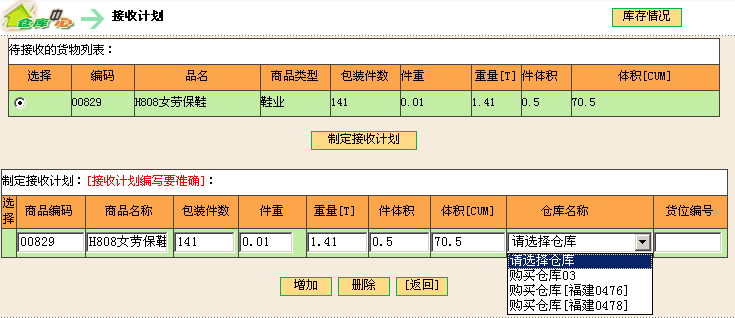 仓库中心 接收计划 库存情况
待接收的货物列表：
选择 编码 品名 商品类型 包装件数 件重 重量[T] 件体积 体积[CUM]
00829 H808女劳保鞋 鞋业 141 0.01 1.41 0.5 70.5
制定接收计划
制定接收计划：[接收计划编写要准确]：
选择 商品编码 商品名称 包装件数 件重 重量[T] 件体积 体积[CUM] 仓库名称 货位编号
00829 H808女劳保鞋 141 0.01 1.41 0.5 70.5 请选择仓库
请选择仓库
购买仓库03
购买仓库[福建0476]
购买仓库[福建0478]
增加 删除 [返回]